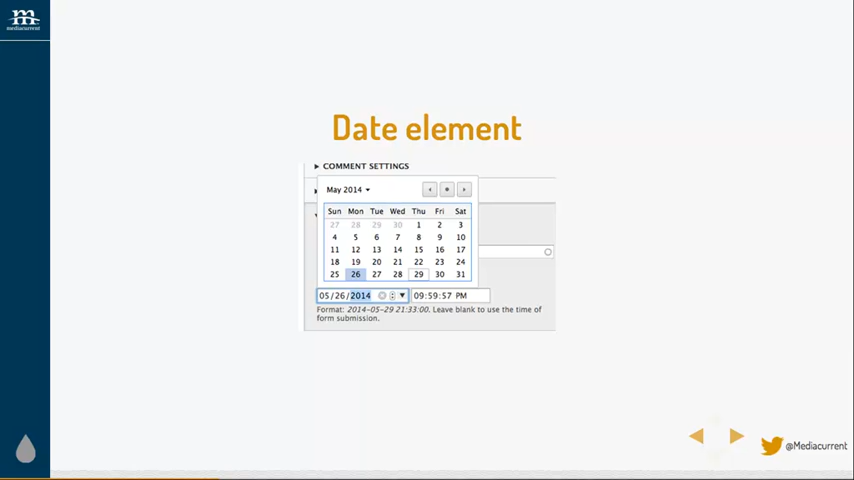 mediacurrent
Date element
COMMENT SETTINGS
May 2014
Sun Mon Tue Wed Thu Fri Sat
27 28 29 30 1 2 3
4 5 6 7 8 9 10
11 12 13 14 15 16 17
18 19 20 21 22 23 24
25 26 27 28 29 30 31
05/26/2014 09:59:57 PM
Format: 2014-05-29 21:33:00. Leave blank to use the time of
form submission.
@Mediacurrent